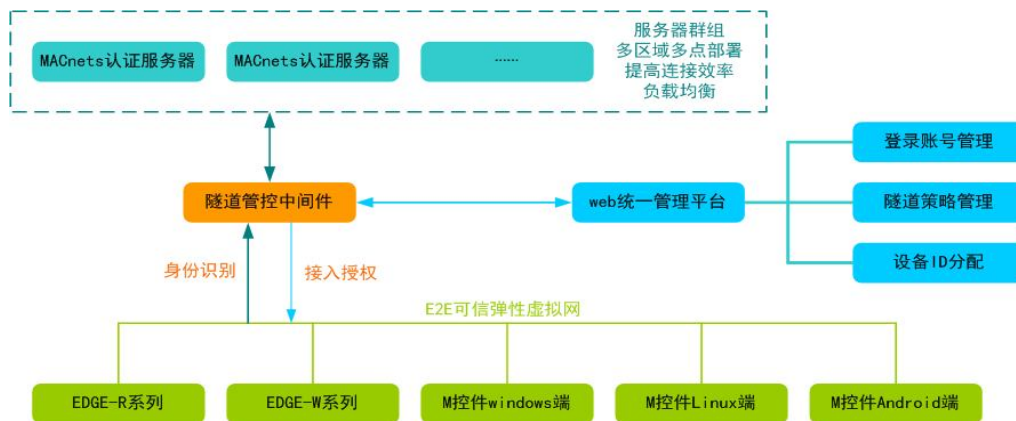 服务器群组
多区域多点部署
提高连接效率
负载均衡
MACnets认证服务器
MACnets认证服务器
……
登录账号管理
隧道管控中间件
web统一管理平台
隧道策略管理
身份识别
接入授权
设备ID分配
E2E可信弹性虚拟网
EDGE-R系列
EDGE-W系列
M控件windows端
M控件Linux端
M控件Android端